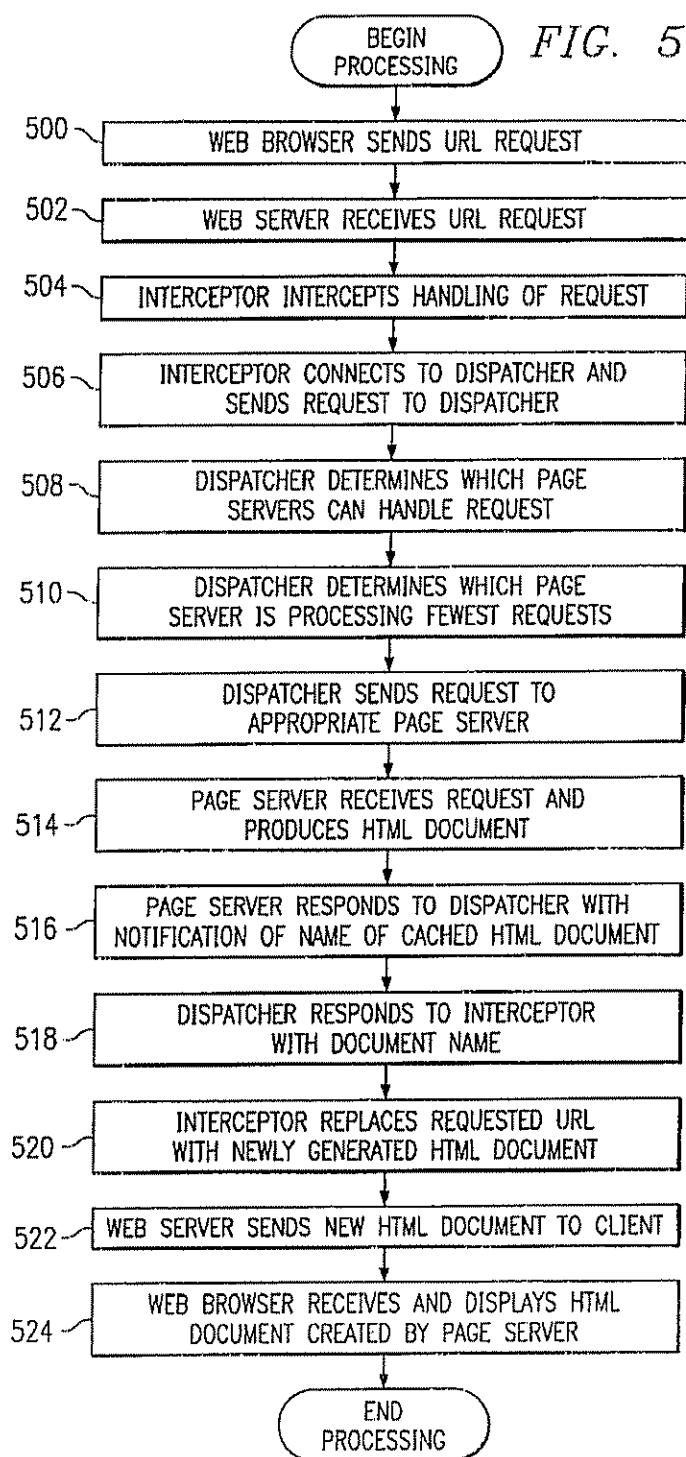 BEGIN
PROCESSING
FIG. 5
500
WEB BROWSER SENDS URL REQUEST
502
WEB SERVER RECEIVES URL REQUEST
504
INTERCEPTOR INTERCEPTS HANDLING OF REQUEST
506
INTERCEPTOR CONNECTS TO DISPATCHER AND
SENDS REQUEST TO DISPATCHER
508
DISPATCHER DETERMINES WHICH PAGE
SERVERS CAN HANDLE REQUEST
510
DISPATCHER DETERMINES WHICH PAGE
SERVER IS PROCESSING FEWEST REQUESTS
512
DISPATCHER SENDS REQUEST TO
APPROPRIATE PAGE SERVER
514
PAGE SERVER RECEIVES REQUEST AND
PRODUCES HTML DOCUMENT
516
PAGE SERVER RESPONDS TO DISPATCHER WITH
NOTIFICATION OF NAME OF CACHED HTML DOCUMENT
518
DISPATCHER RESPONDS TO INTERCEPTOR
WITH DOCUMENT NAME
520
INTERCEPTOR REPLACES REQUESTED URL
WITH NEWLY GENERATED HTML DOCUMENT
522
WEB SERVER SENDS NEW HTML DOCUMENT TO CLIENT
524
WEB BROWSER RECEIVES AND DISPLAYS HTML
DOCUMENT CREATED BY PAGE SERVER
END
PROCESSING